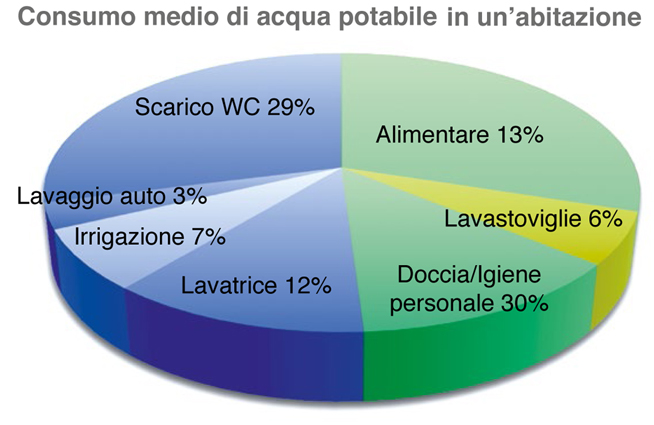 Consumo medio di acqua potabile in un'abitazione
Scarico WC 29%
Alimentare 13%
Lavaggio auto 3%
Lavastoviglie 6%
Irrigazione 7%
Lavatrice 12%
Doccia/Igiene
personale 30%